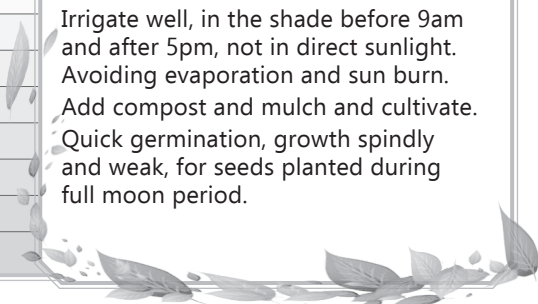 Irrigate well, in the shade before 9am
and after 5pm, not in direct sunlight.
Avoiding evaporation and sun burn.
Add compost and mulch and cultivate.
Quick germination, growth spindly
and weak, for seeds planted during
full moon period.